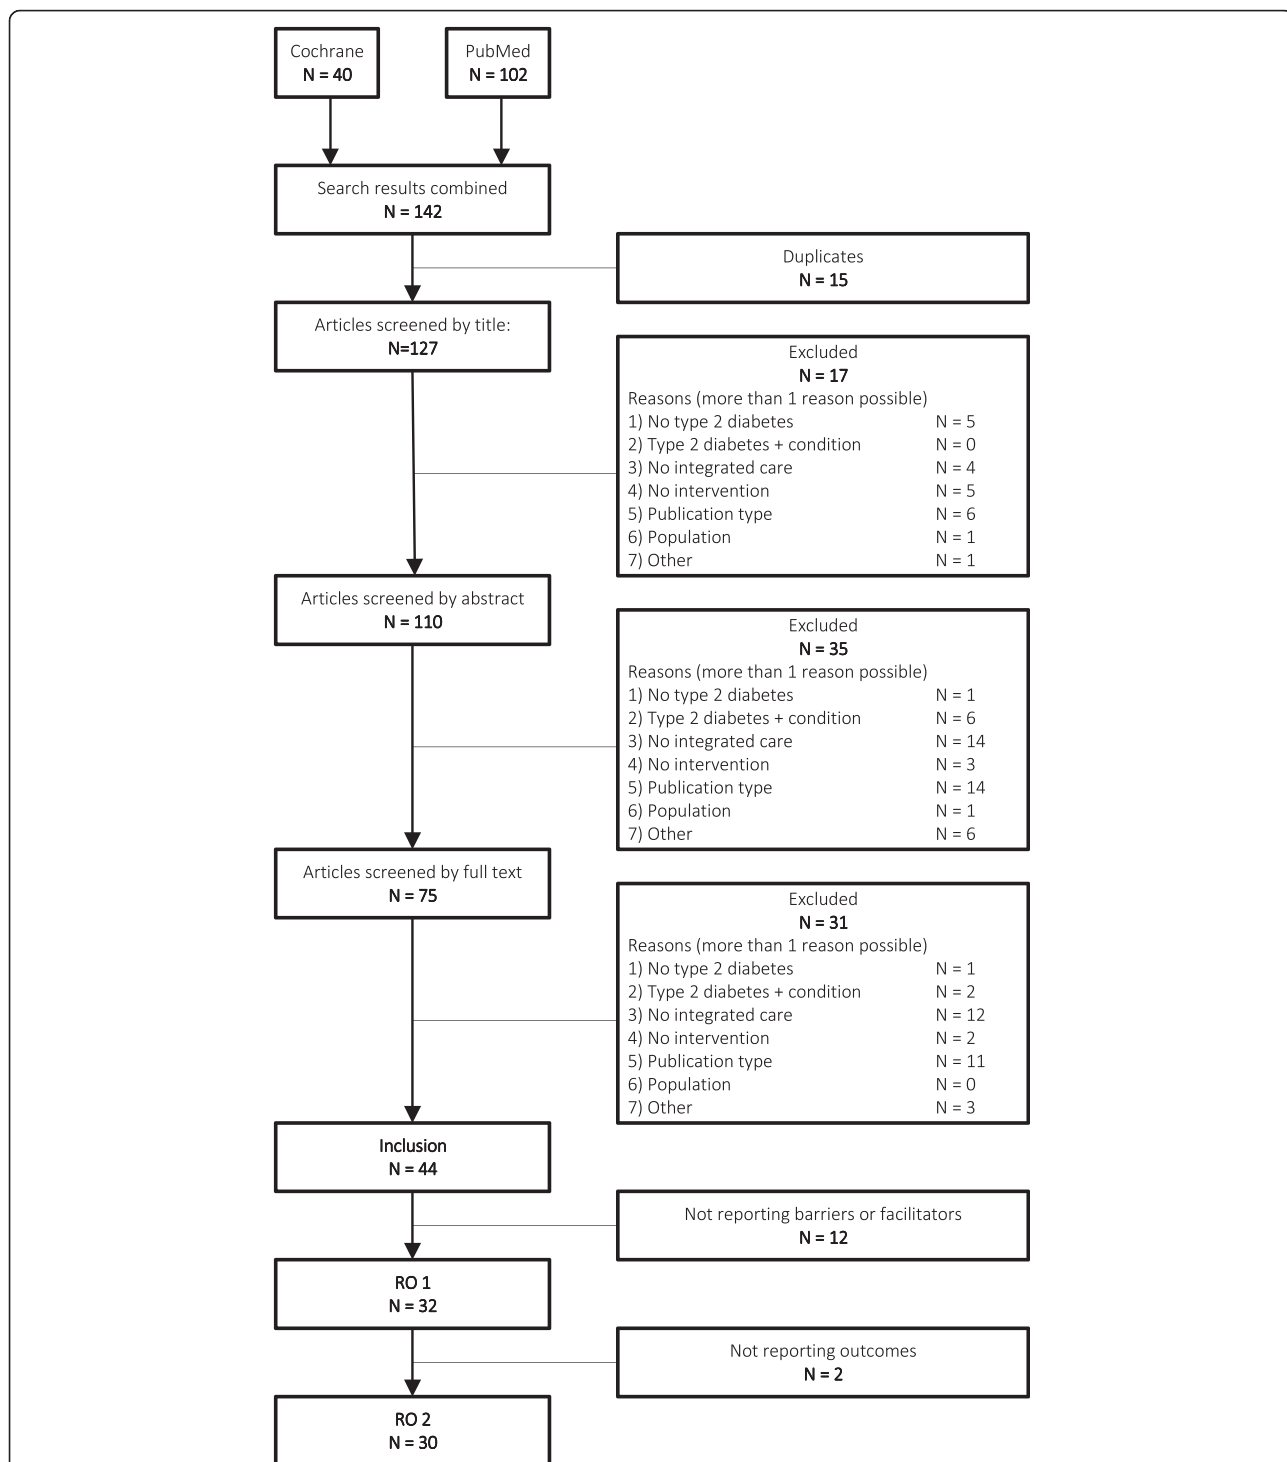 Cochrane
N = 40
PubMed
N = 102
Search results combined
N = 142
Duplicates
N = 15
Articles screened by title:
N=127
Excluded
N = 17
Reasons (more than 1 reason possible)
1) No type 2 diabetes N = 5
2) Type 2 diabetes + condition N = 0
3) No integrated care N = 4
4) No intervention N = 5
5) Publication type N = 6
6) Population N = 1
7) Other N = 1
Articles screened by abstract
N = 110
Excluded
N = 35
Reasons (more than 1 reason possible)
1) No type 2 diabetes N = 1
2) Type 2 diabetes + condition N = 6
3) No integrated care N = 14
4) No intervention N = 3
5) Publication type N = 14
6) Population N = 1
7) Other N = 6
Articles screened by full text
N = 75
Excluded
N = 31
Reasons (more than 1 reason possible)
1) No type 2 diabetes N = 1
2) Type 2 diabetes + condition N = 2
3) No integrated care N = 12
4) No intervention N = 2
5) Publication type N = 11
6) Population N = 0
7) Other N = 3
Inclusion
N = 44
Not reporting barriers or facilitators
N = 12
RO 1
N = 32
Not reporting outcomes
N = 2
RO 2
N = 30